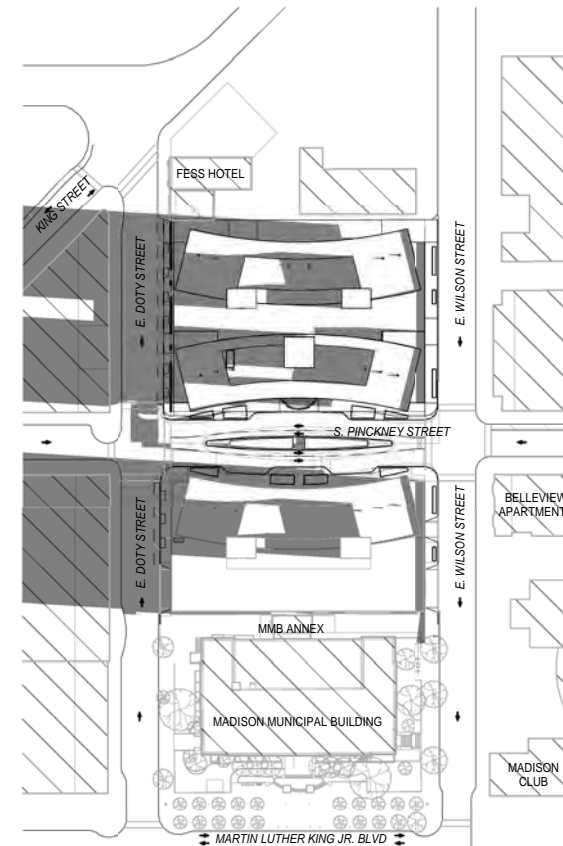 FESS HOTEL
KING STREET
E. DOTY STREET
E. WILSON STREET
S. PINCKNEY STREET
E. DOTY STREET
E. WILSON STREET
BELLEVIEW
APARTMENT
MMB ANNEX
MADISON MUNICIPAL BUILDING
MADISON
CLUB
MARTIN LUTHER KING JR. BLVD